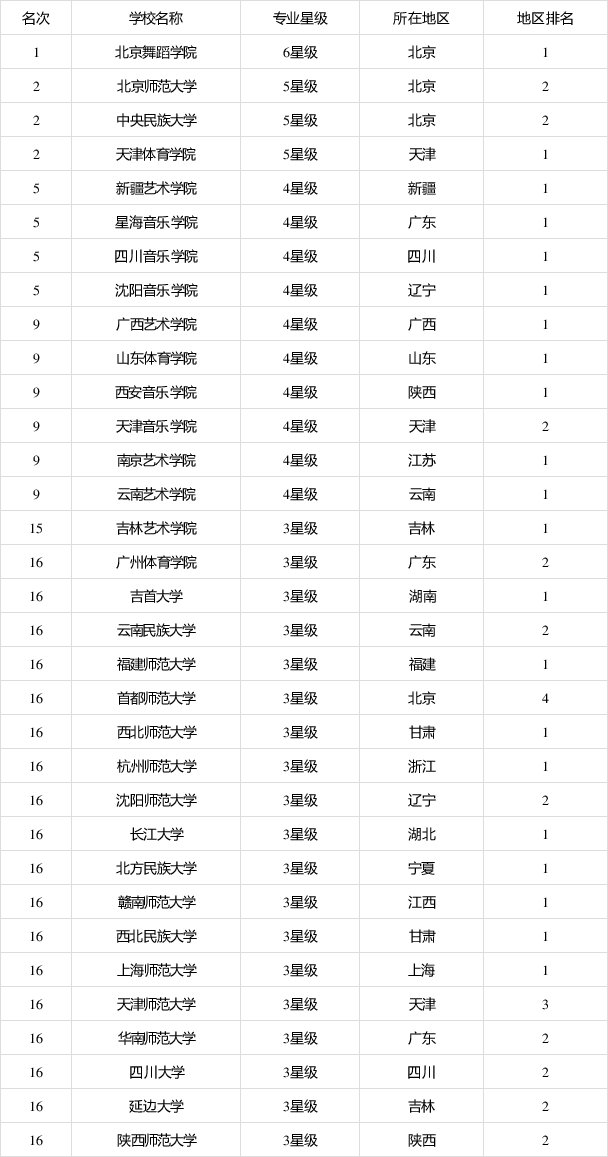 名次 学校名称 专业星级 所在地区 地区排名
1 北京舞蹈学院 6星级 北京 1
2 北京师范大学 5星级 北京 2
2 中央民族大学 5星级 北京 2
2 天津体育学院 5星级 天津 1
5 新疆艺术学院 4星级 新疆 1
5 星海音乐学院 4星级 广东 1
5 四川音乐学院 4星级 四川 1
5 沈阳音乐学院 4星级 辽宁 1
9 广西艺术学院 4星级 广西 1
9 山东体育学院 4星级 山东 1
9 西安音乐学院 4星级 陕西 1
9 天津音乐学院 4星级 天津 2
9 南京艺术学院 4星级 江苏 1
9 云南艺术学院 4星级 云南 1
15 吉林艺术学院 3星级 吉林 1
16 广州体育学院 3星级 广东 2
16 吉首大学 3星级 湖南 1
16 云南民族大学 3星级 云南 2
16 福建师范大学 3星级 福建 1
16 首都师范大学 3星级 北京 4
16 西北师范大学 3星级 甘肃 1
16 杭州师范大学 3星级 浙江 1
16 沈阳师范大学 3星级 辽宁 2
16 长江大学 3星级 湖北 1
16 北方民族大学 3星级 宁夏 1
16 赣南师范大学 3星级 江西 1
16 西北民族大学 3星级 甘肃 1
16 上海师范大学 3星级 上海 1
16 天津师范大学 3星级 天津 3
16 华南师范大学 3星级 广东 2
16 四川大学 3星级 四川 2
16 延边大学 3星级 吉林 2
16 陕西师范大学 3星级 陕西 2